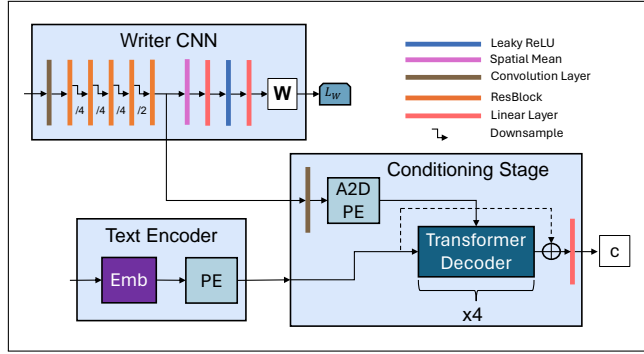 Writer CNN
/4
/4
/4
/2
W
L_W
Leaky ReLU
Spatial Mean
Convolution Layer
ResBlock
Linear Layer
Downsample
Conditioning Stage
A2D
PE
Transformer
Decoder
x4
c
Text Encoder
Emb
PE